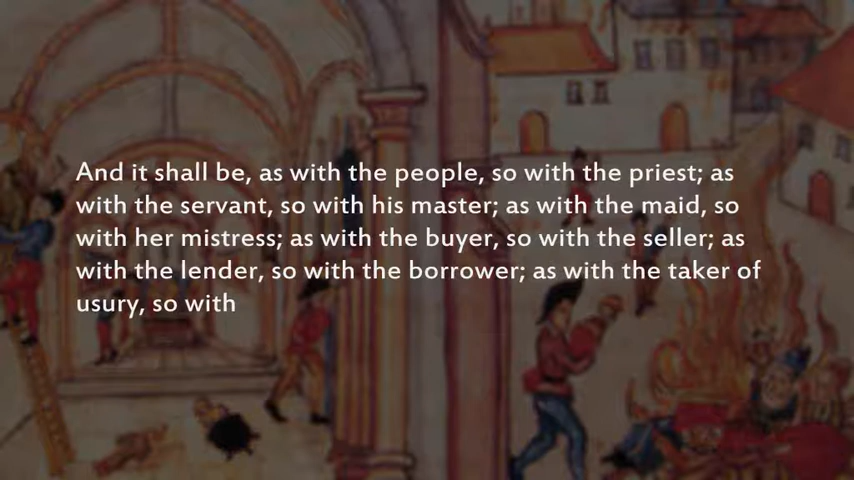 And it shall be, as with the people, so with the priest; as
with the servant, so with his master; as with the maid, so
with her mistress; as with the buyer, so with the seller; as
with the lender, so with the borrower; as with the taker of
usury, so with